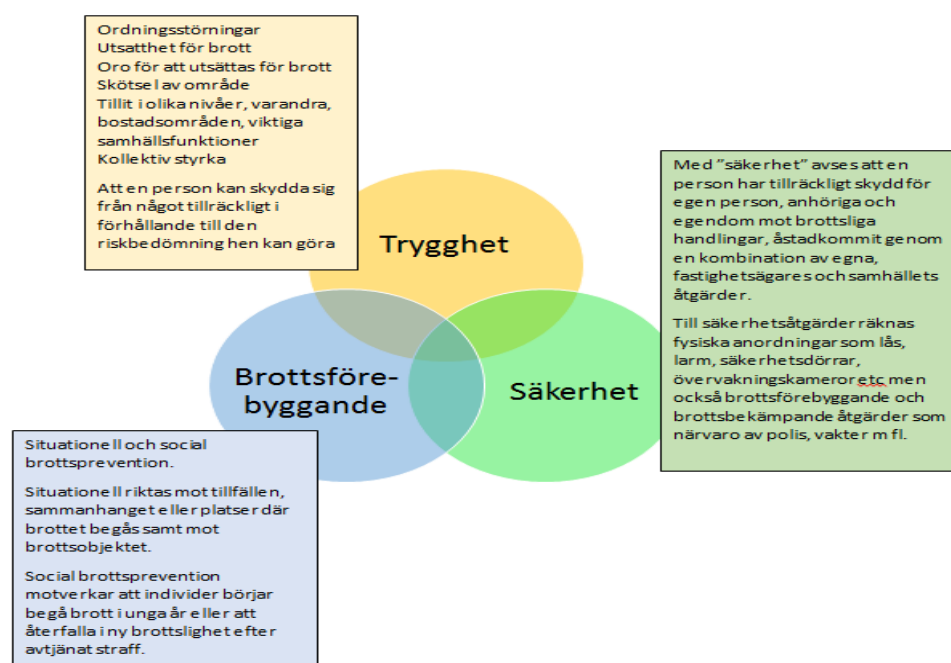 Ordningsstörningar
Utsatthet för brott
Oro för att utsättas för brott
Skötsel av område
Tillit i olika nivåer, varandra,
bostadsområden, viktiga
samhällsfunktioner
Kollektiv styrka
Att en person kan skydda sig
från något tillräckligt i
förhållande till den
riskbedömning hen kan göra
Trygghet
Med ”säkerhet” avses att en
person har tillräckligt skydd för
egen person, anhöriga och
egendom mot brottsliga
handlingar, åstadkommit genom
en kombination av egna,
fastighetsägares och samhällets
åtgärder.
Till säkerhetsåtgärder räknas
fysiska anordningar som lås,
larm, säkerhetsdörrar,
övervakningskameror etc men
också brottsförebyggande och
brottsbekämpande åtgärder som
närvaro av polis, vakter m fl.
Brottsföre-
byggande
Säkerhet
Situationell och social
brottsprevention.
Situationell riktas mot tillfällen,
sammanhanget eller platser där
brottet begås samt mot
brottsobjektet.
Social brottsprevention
motverkar att individer börjar
begå brott i unga år eller att
återfalla i ny brottslighet efter
avtjänat straff.